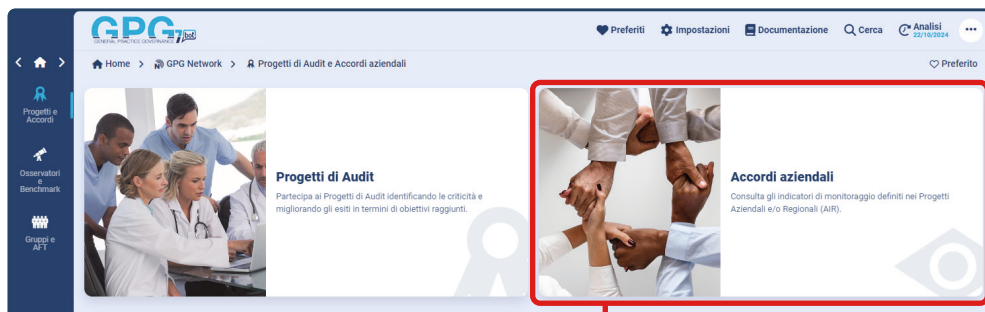 GPG 7 bot
GENERAL PRACTICE GOVERNANCE
Preferiti
Impostazioni
Documentazione
Cerca
Analisi
22/10/2024
Home > GPG Network > Progetti di Audit e Accordi aziendali
Preferito
Progetti e
Accordi
Osservatori
e
Benchmark
Gruppi e
AFT
Progetti di Audit
Partecipa ai Progetti di Audit identificando le criticità e
migliorando gli esiti in termini di obiettivi raggiunti.
Accordi aziendali
Consulta gli indicatori di monitoraggio definiti nei Progetti
Aziendali e/o Regionali (AIR).